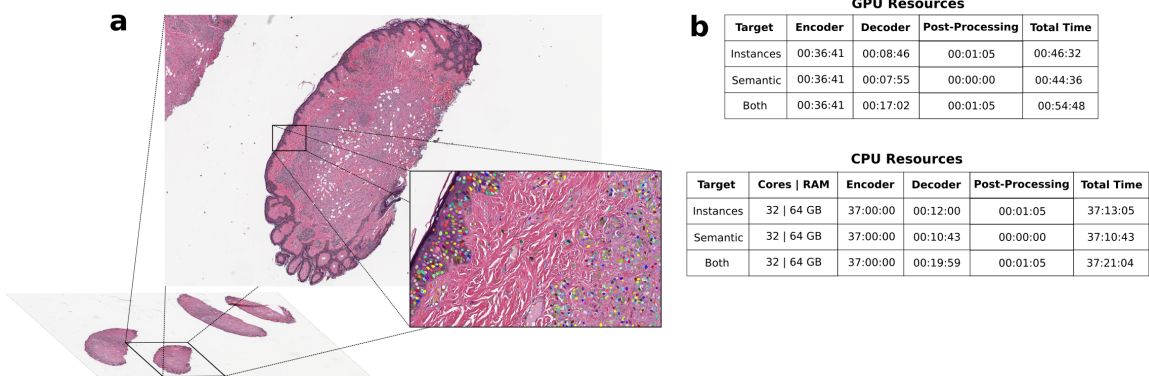 a
b
GPU Resources
Target Encoder Decoder Post-Processing Total Time
Instances 00:36:41 00:08:46 00:01:05 00:46:32
Semantic 00:36:41 00:07:55 00:00:00 00:44:36
Both 00:36:41 00:17:02 00:01:05 00:54:48
CPU Resources
Target Cores | RAM Encoder Decoder Post-Processing Total Time
Instances 32 | 64 GB 37:00:00 00:12:00 00:01:05 37:13:05
Semantic 32 | 64 GB 37:00:00 00:10:43 00:00:00 37:10:43
Both 32 | 64 GB 37:00:00 00:19:59 00:01:05 37:21:04